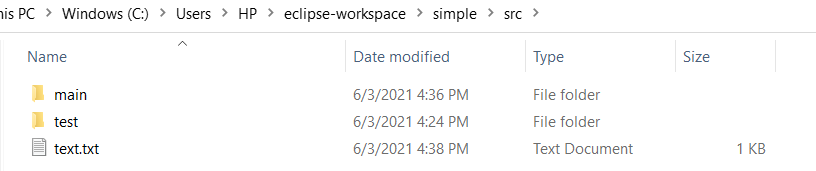 his PC > Windows (C:) > Users > HP > eclipse-workspace > simple > src >
Name Date modified Type Size
main 6/3/2021 4:36 PM File folder
test 6/3/2021 4:24 PM File folder
text.txt 6/3/2021 4:38 PM Text Document 1 KB